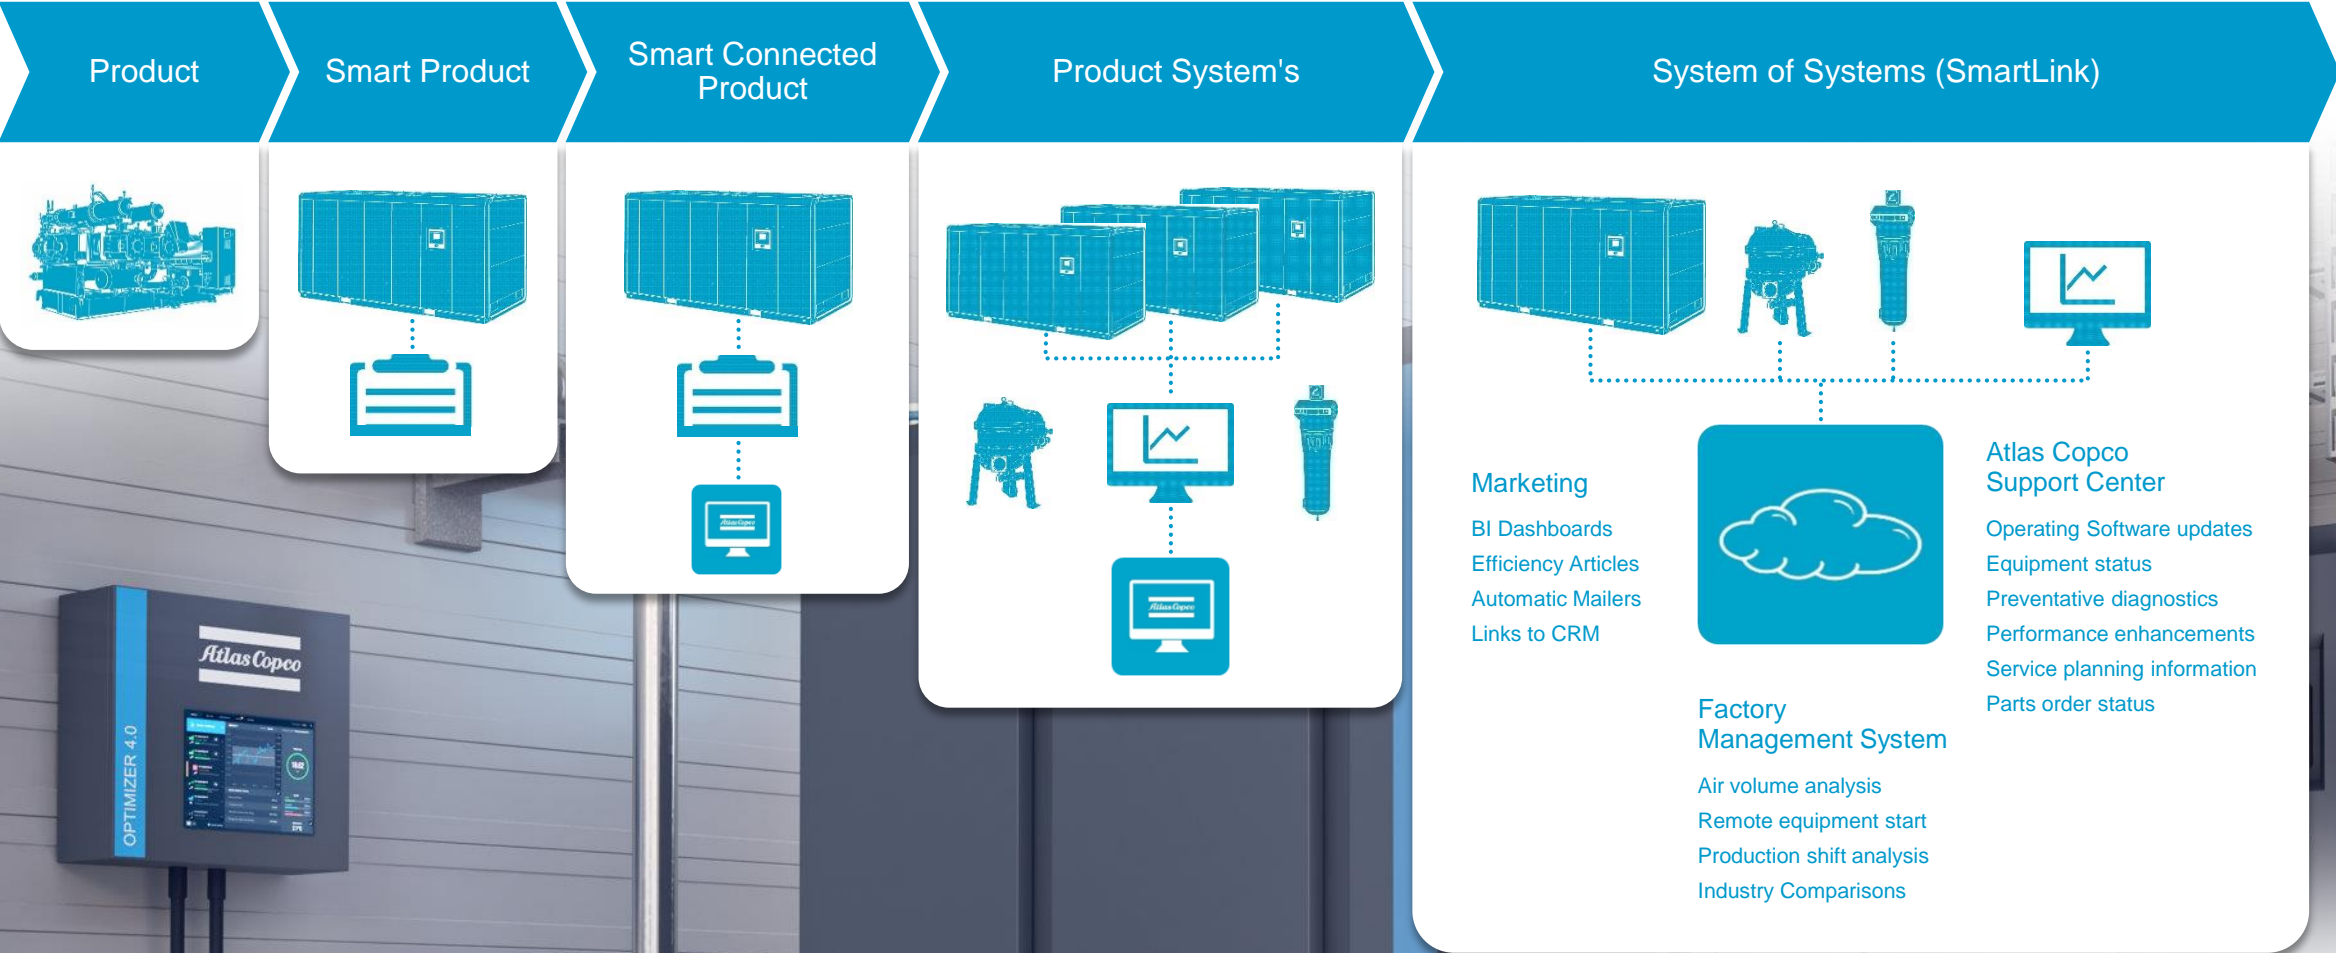 Product
Smart Product
Smart Connected
Product
Product System's
System of Systems (SmartLink)
AtlasCopco
AtlasCopco
Marketing
BI Dashboards
Efficiency Articles
Automatic Mailers
Links to CRM
Atlas Copco
Support Center
Operating Software updates
Equipment status
Preventative diagnostics
Performance enhancements
Service planning information
Parts order status
Factory
Management System
Air volume analysis
Remote equipment start
Production shift analysis
Industry Comparisons
AtlasCopco
OPTIMIZER 4.0